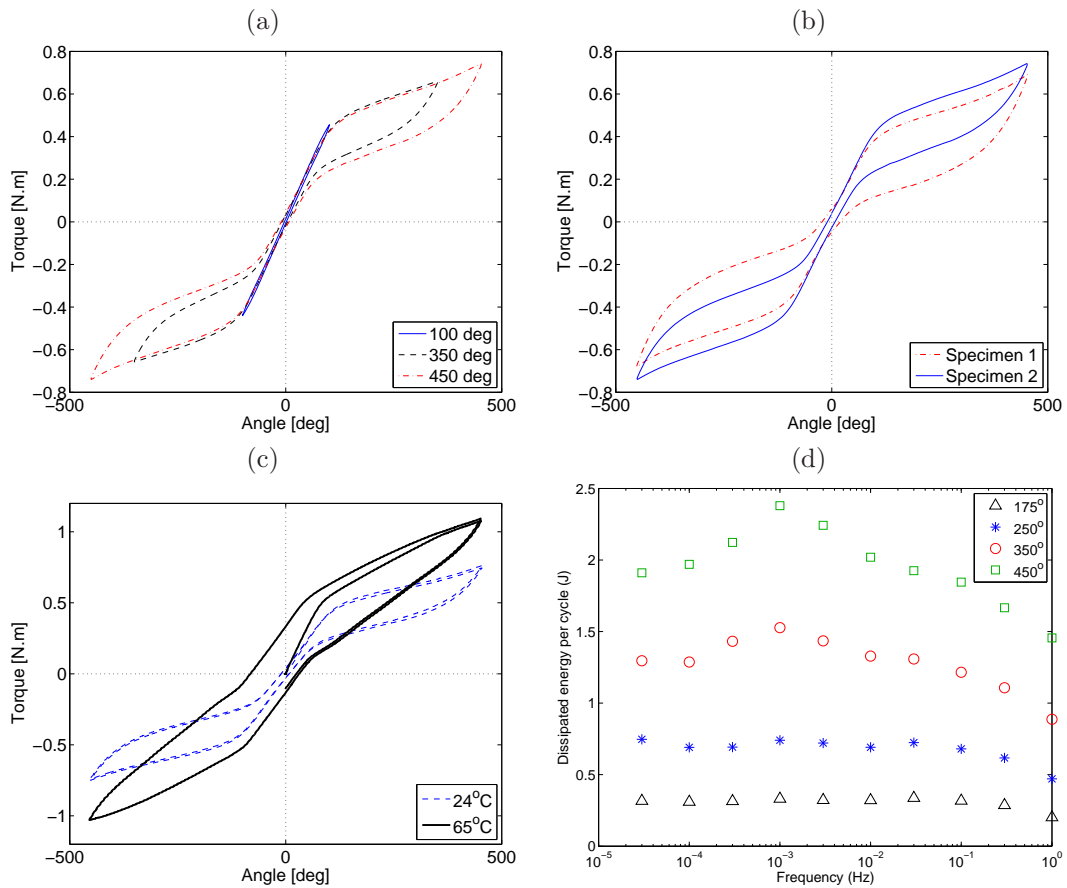 (a)
0.8
0.6
0.4
0.2
0
−0.2
−0.4
−0.6
−0.8
−500
0
500
Torque [N.m]
Angle [deg]
100 deg
350 deg
450 deg
(b)
0.8
0.6
0.4
0.2
0
−0.2
−0.4
−0.6
−0.8
−500
0
500
Torque [N.m]
Angle [deg]
Specimen 1
Specimen 2
(c)
1
0.5
0
−0.5
−1
−500
0
500
Torque [N.m]
Angle [deg]
24°C
65°C
(d)
2.5
2
1.5
1
0.5
0
10⁻⁵
10⁻⁴
10⁻³
10⁻²
10⁻¹
10⁰
Dissipated energy per cycle (J)
Frequency (Hz)
175°
250°
350°
450°